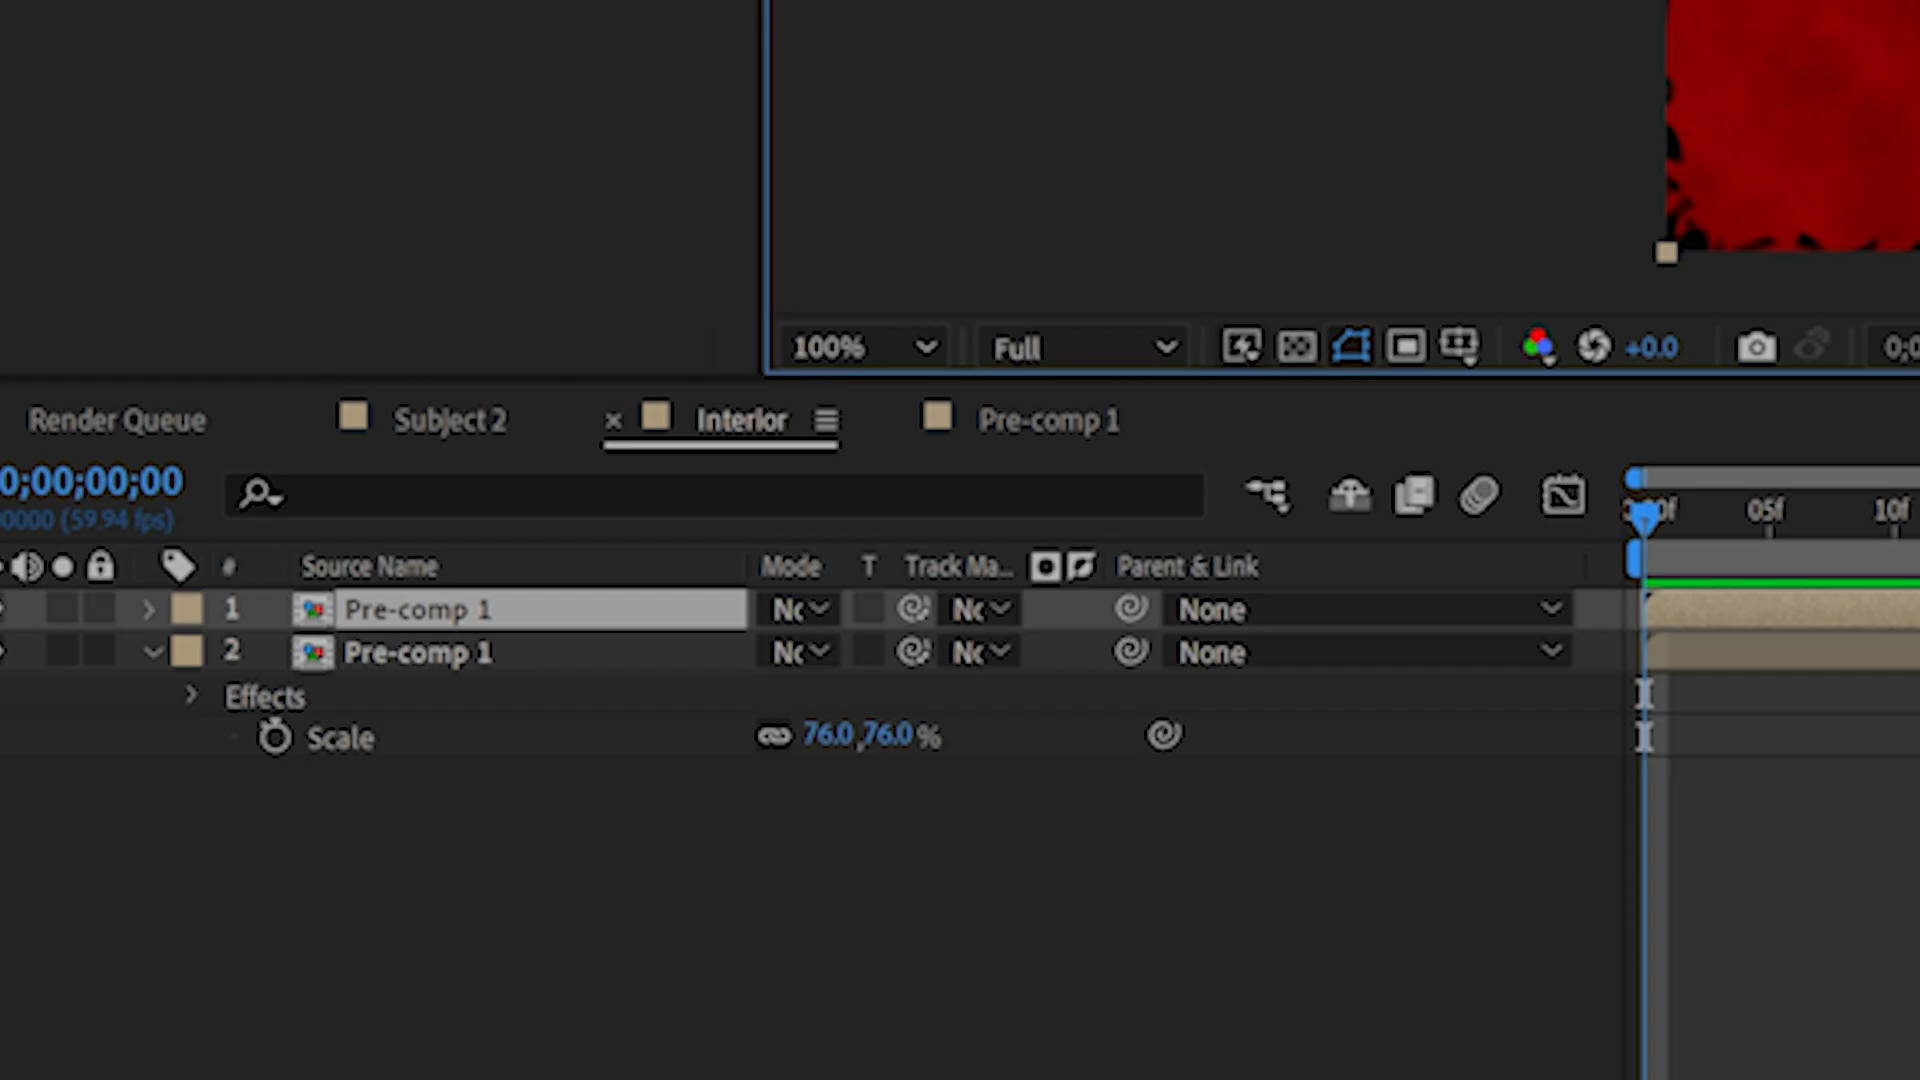 100% Full +0.0
Render Queue Subject 2 × Interior Pre-comp 1
0;00;00;00
0000 (59.94 fps)
05f 10f
# Source Name Mode T Track Ma... Parent & Link
1 Pre-comp 1 None
2 Pre-comp 1 None
Effects
Scale 76.0,76.0 %